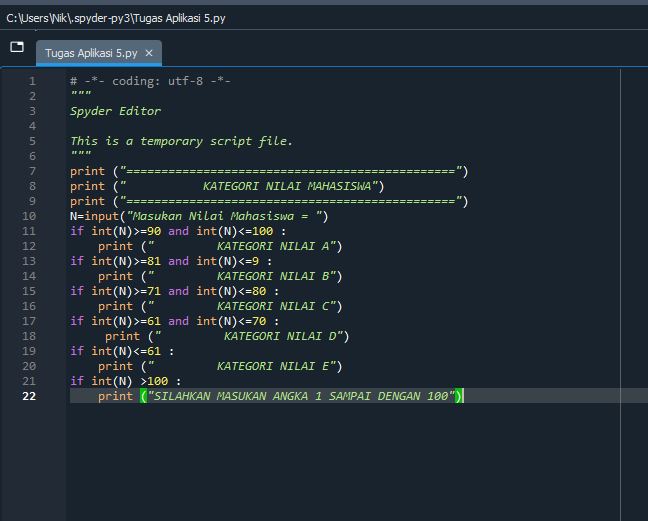 C:\Users\Nik\.spyder-py3\Tugas Aplikasi 5.py
Tugas Aplikasi 5.py ×
1 # -*- coding: utf-8 -*-
2 """
3 Spyder Editor
4
5 This is a temporary script file.
6 """
7 print ("===============================================")
8 print ("           KATEGORI NILAI MAHASISWA")
9 print ("===============================================")
10 N=input("Masukan Nilai Mahasiswa = ")
11 if int(N)>=90 and int(N)<=100 :
12     print ("         KATEGORI NILAI A")
13 if int(N)>=81 and int(N)<=9 :
14     print ("         KATEGORI NILAI B")
15 if int(N)>=71 and int(N)<=80 :
16     print ("         KATEGORI NILAI C")
17 if int(N)>=61 and int(N)<=70 :
18      print ("         KATEGORI NILAI D")
19 if int(N)<=61 :
20     print ("         KATEGORI NILAI E")
21 if int(N) >100 :
22     print ("SILAHKAN MASUKAN ANGKA 1 SAMPAI DENGAN 100")